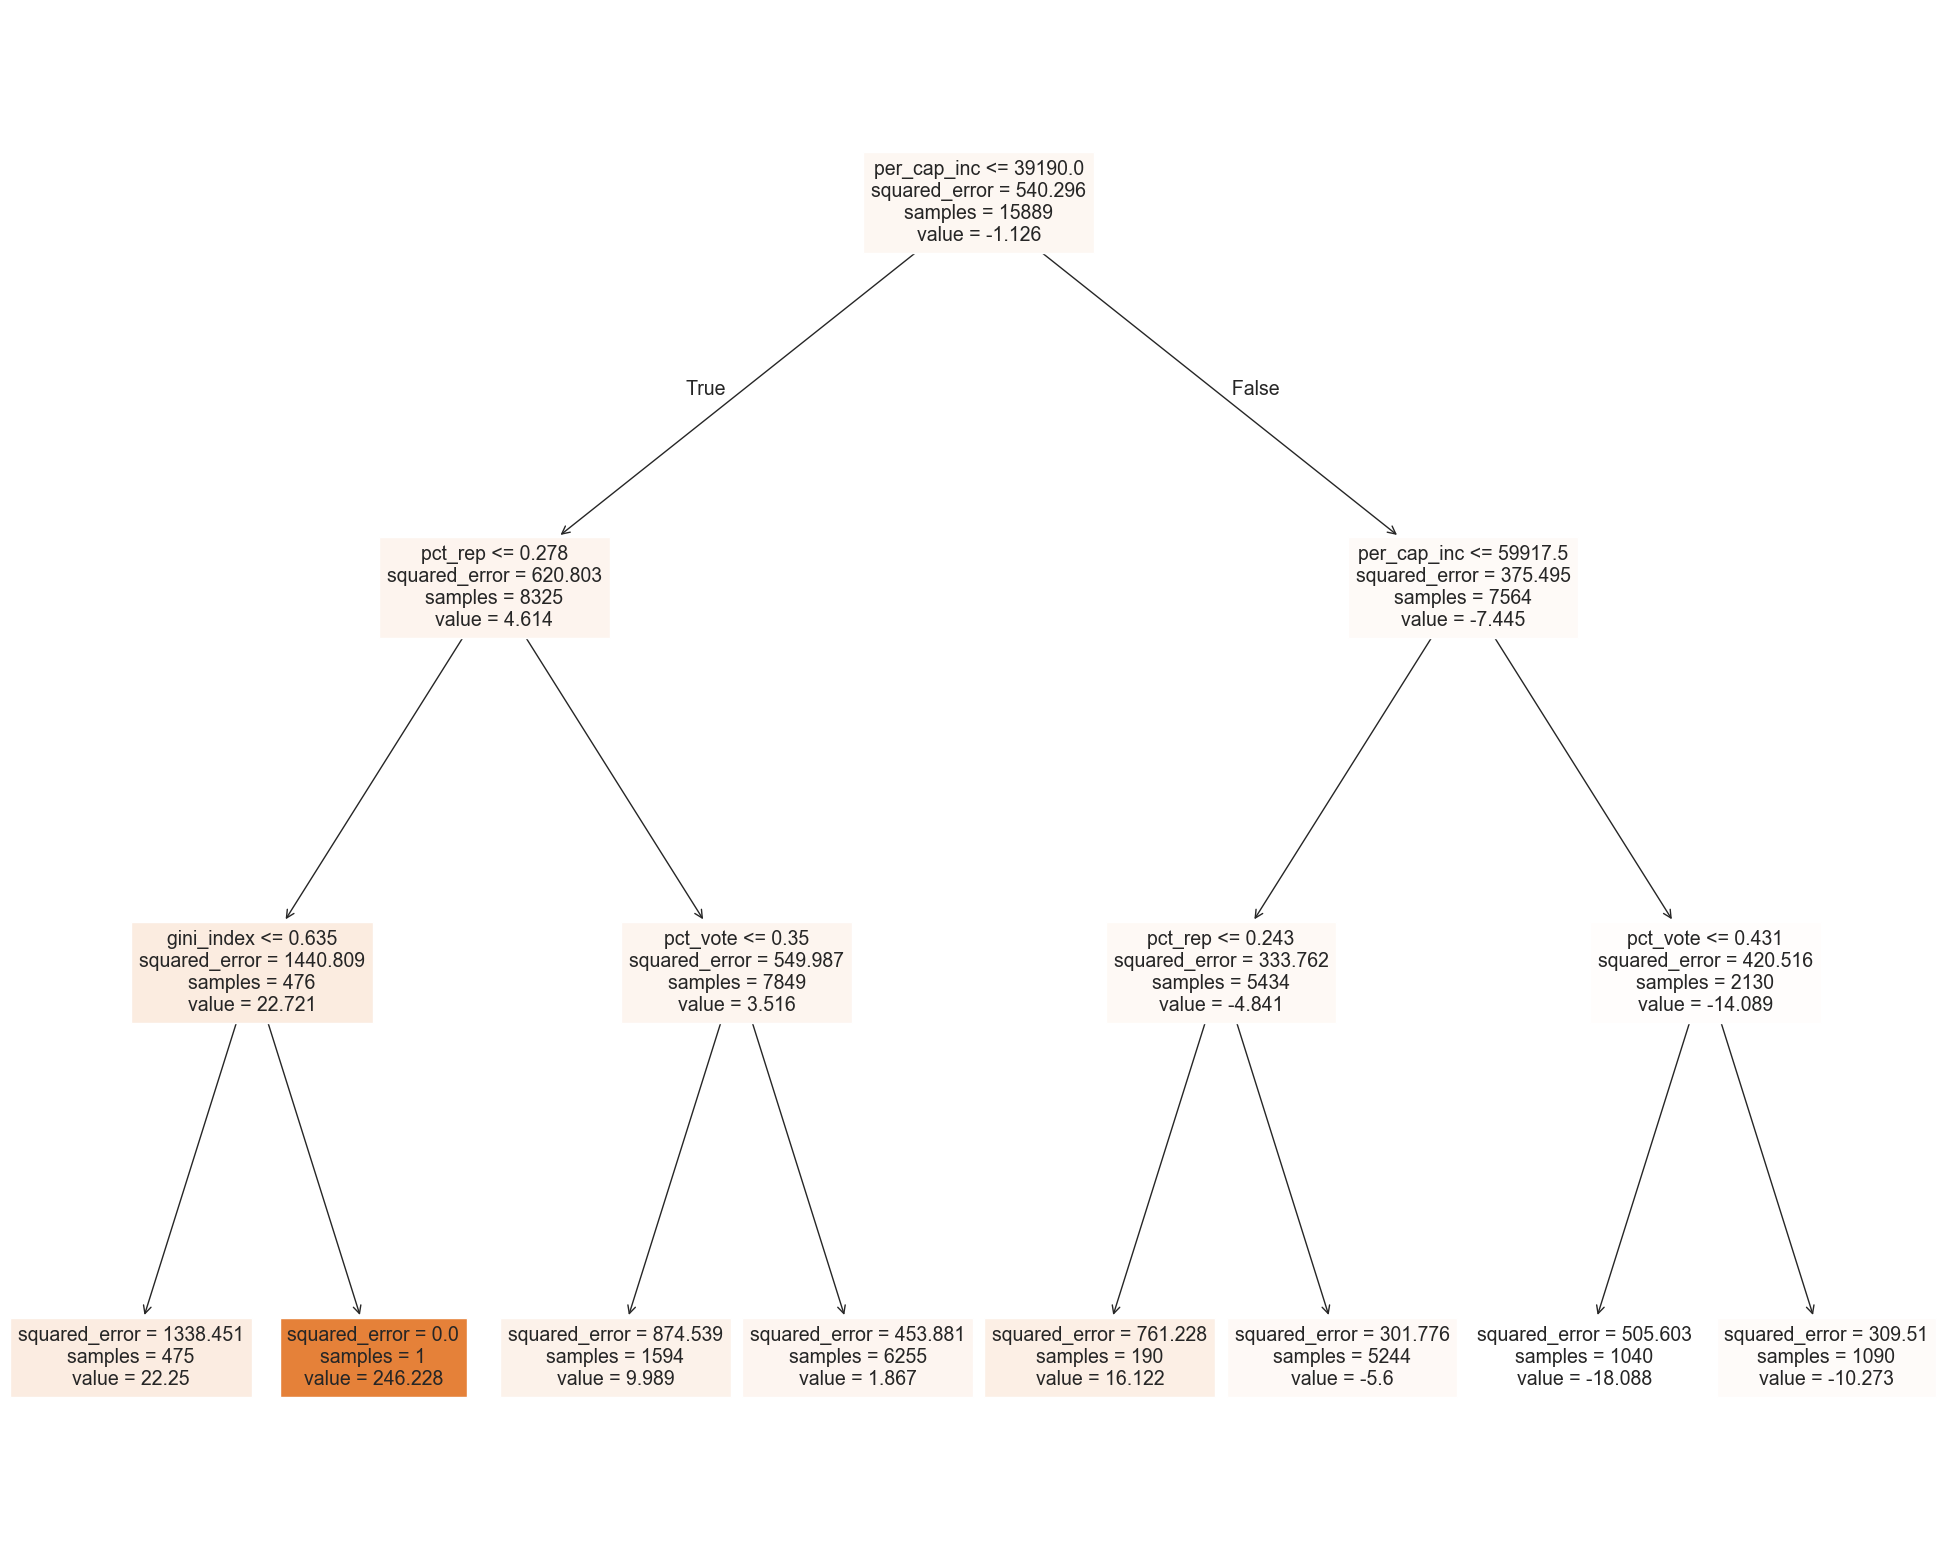 per_cap_inc <= 39190.0
squared_error = 540.296
samples = 15889
value = -1.126
True
False
pct_rep <= 0.278
squared_error = 620.803
samples = 8325
value = 4.614
per_cap_inc <= 59917.5
squared_error = 375.495
samples = 7564
value = -7.445
gini_index <= 0.635
squared_error = 1440.809
samples = 476
value = 22.721
pct_vote <= 0.35
squared_error = 549.987
samples = 7849
value = 3.516
pct_rep <= 0.243
squared_error = 333.762
samples = 5434
value = -4.841
pct_vote <= 0.431
squared_error = 420.516
samples = 2130
value = -14.089
squared_error = 1338.451
samples = 475
value = 22.25
squared_error = 0.0
samples = 1
value = 246.228
squared_error = 874.539
samples = 1594
value = 9.989
squared_error = 453.881
samples = 6255
value = 1.867
squared_error = 761.228
samples = 190
value = 16.122
squared_error = 301.776
samples = 5244
value = -5.6
squared_error = 505.603
samples = 1040
value = -18.088
squared_error = 309.51
samples = 1090
value = -10.273